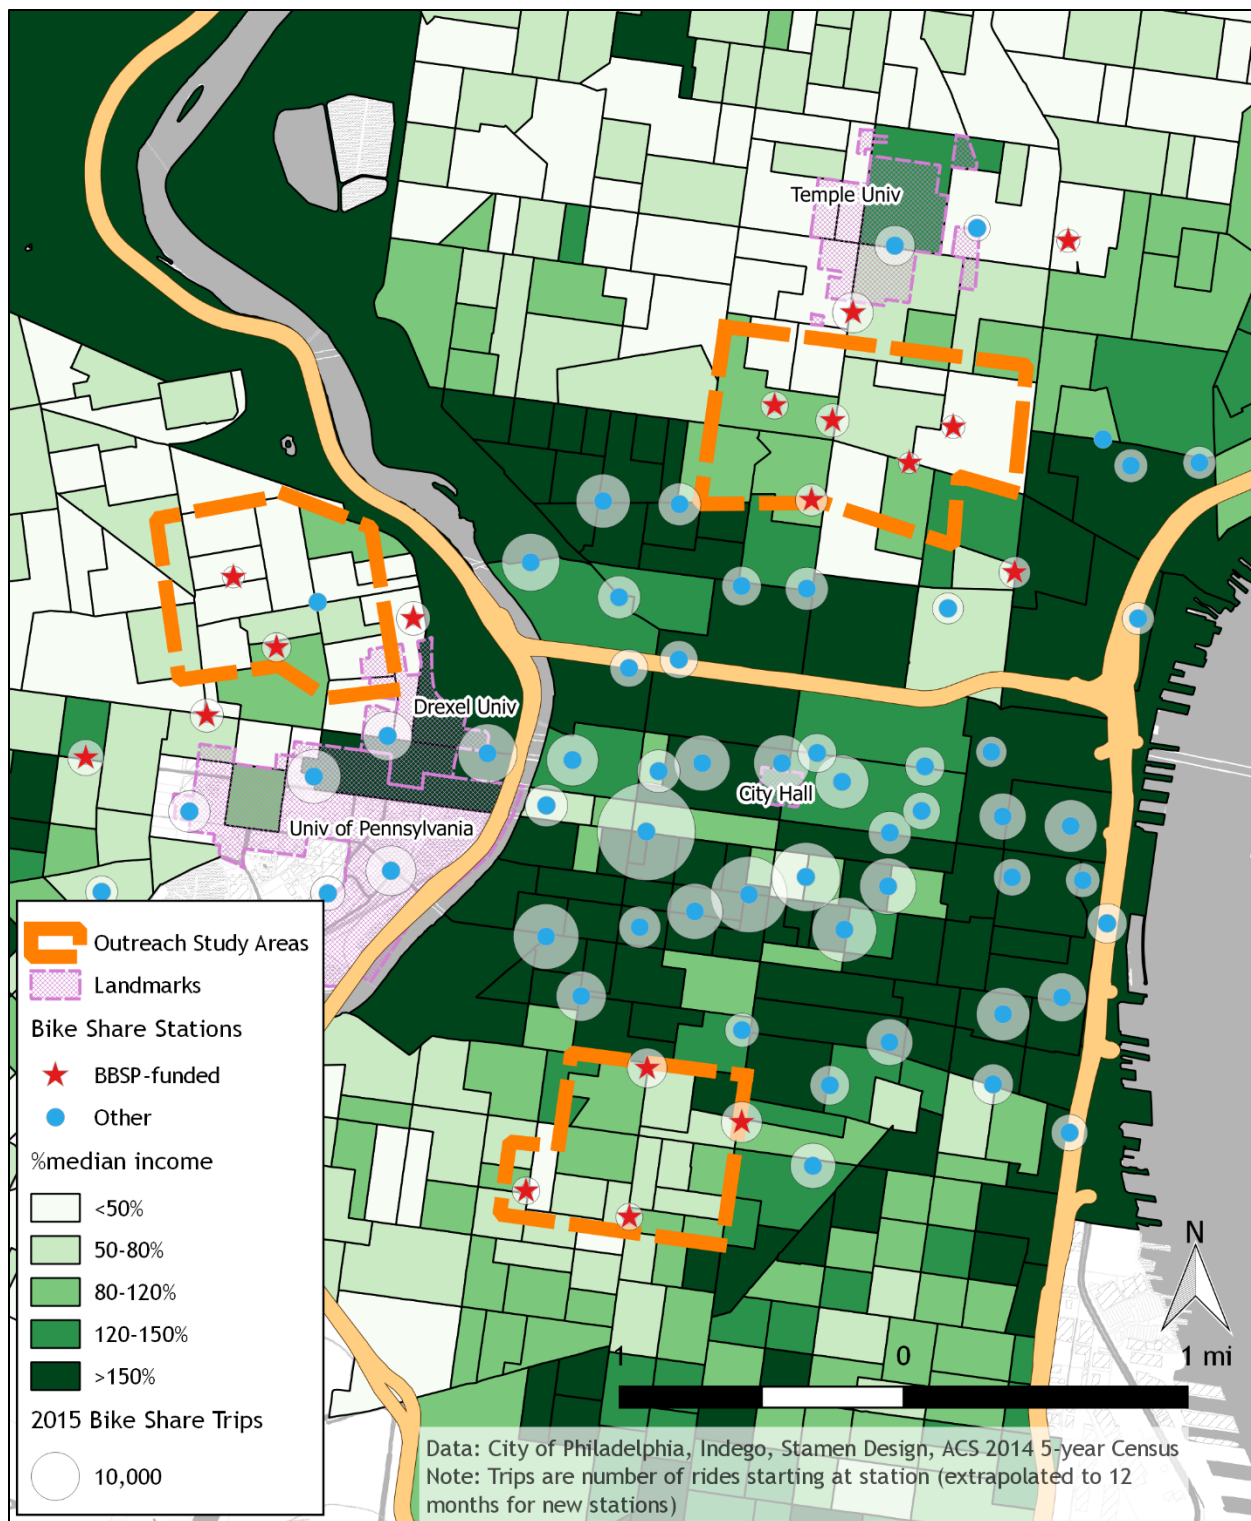 Temple Univ
Drexel Univ
City Hall
Univ of Pennsylvania
Outreach Study Areas
Landmarks
Bike Share Stations
BBSP-funded
Other
%median income
<50%
50-80%
80-120%
120-150%
>150%
2015 Bike Share Trips
10,000
N
1 0 1 mi
Data: City of Philadelphia, Indego, Stamen Design, ACS 2014 5-year Census
Note: Trips are number of rides starting at station (extrapolated to 12
months for new stations)